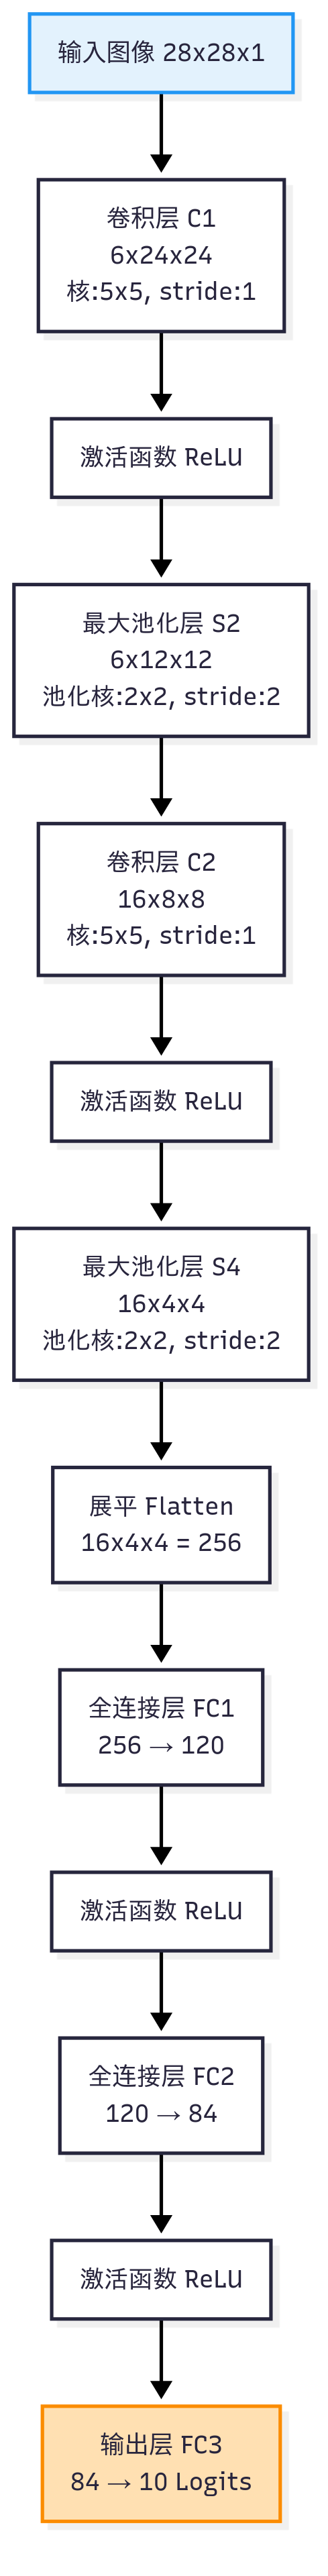 输入图像 28x28x1
卷积层 C1
6x24x24
核:5x5, stride:1
激活函数 ReLU
最大池化层 S2
6x12x12
池化核:2x2, stride:2
卷积层 C2
16x8x8
核:5x5, stride:1
激活函数 ReLU
最大池化层 S4
16x4x4
池化核:2x2, stride:2
展平 Flatten
16x4x4 = 256
全连接层 FC1
256 → 120
激活函数 ReLU
全连接层 FC2
120 → 84
激活函数 ReLU
输出层 FC3
84 → 10 Logits